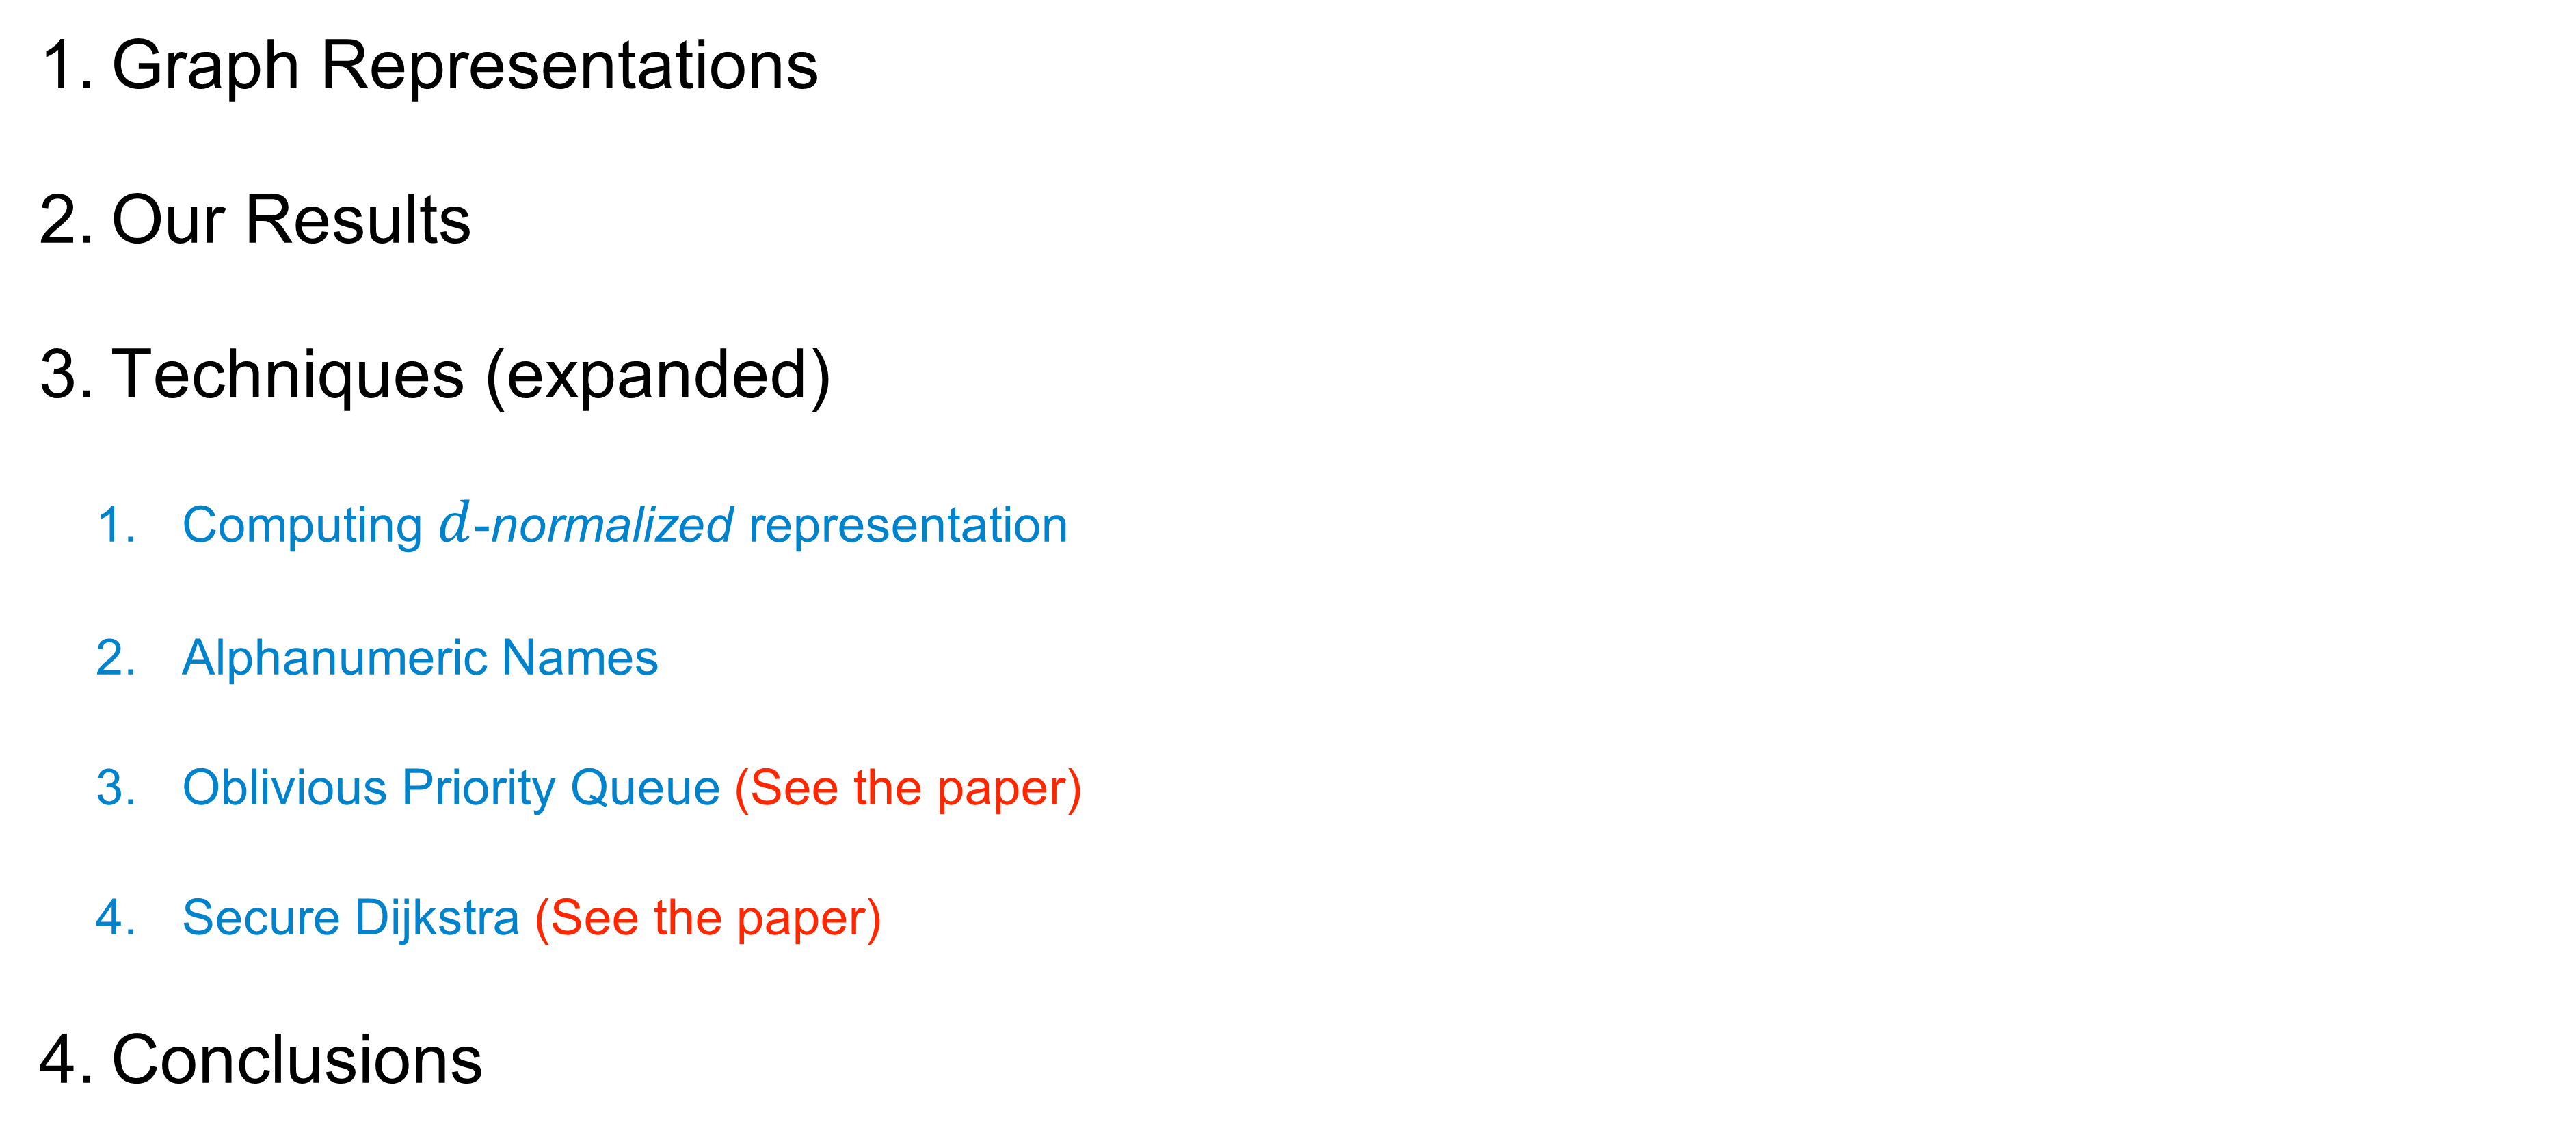 1. Graph Representations
2. Our Results
3. Techniques (expanded)
1. Computing d-normalized representation
2. Alphanumeric Names
3. Oblivious Priority Queue (See the paper)
4. Secure Dijkstra (See the paper)
4. Conclusions